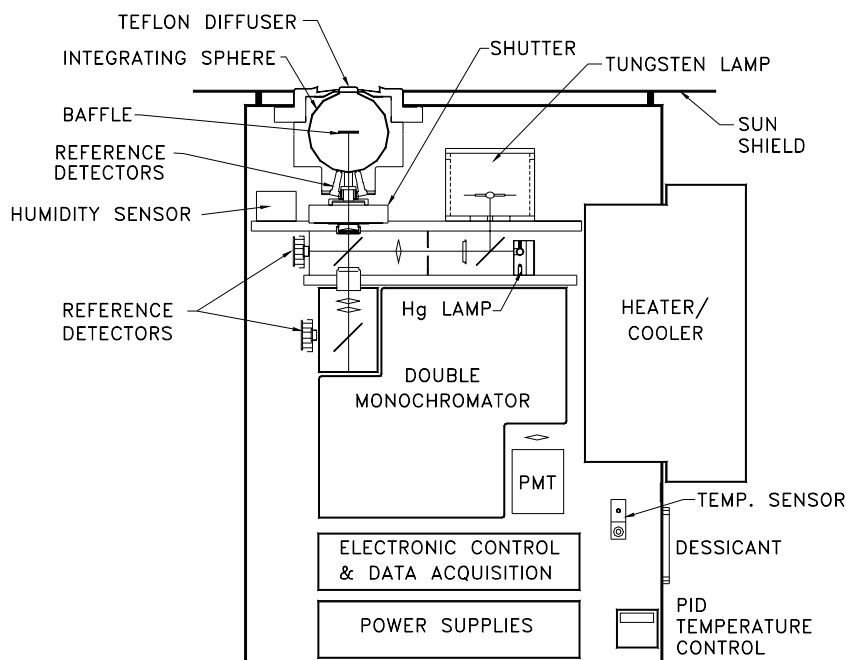 TEFLON DIFFUSER
INTEGRATING SPHERE
SHUTTER
TUNGSTEN LAMP
BAFFLE
SUN
SHIELD
REFERENCE
DETECTORS
HUMIDITY SENSOR
REFERENCE
DETECTORS
Hg LAMP
HEATER/
COOLER
DOUBLE
MONOCHROMATOR
PMT
TEMP. SENSOR
ELECTRONIC CONTROL
& DATA ACQUISITION
DESSICANT
POWER SUPPLIES
PID
TEMPERATURE
CONTROL